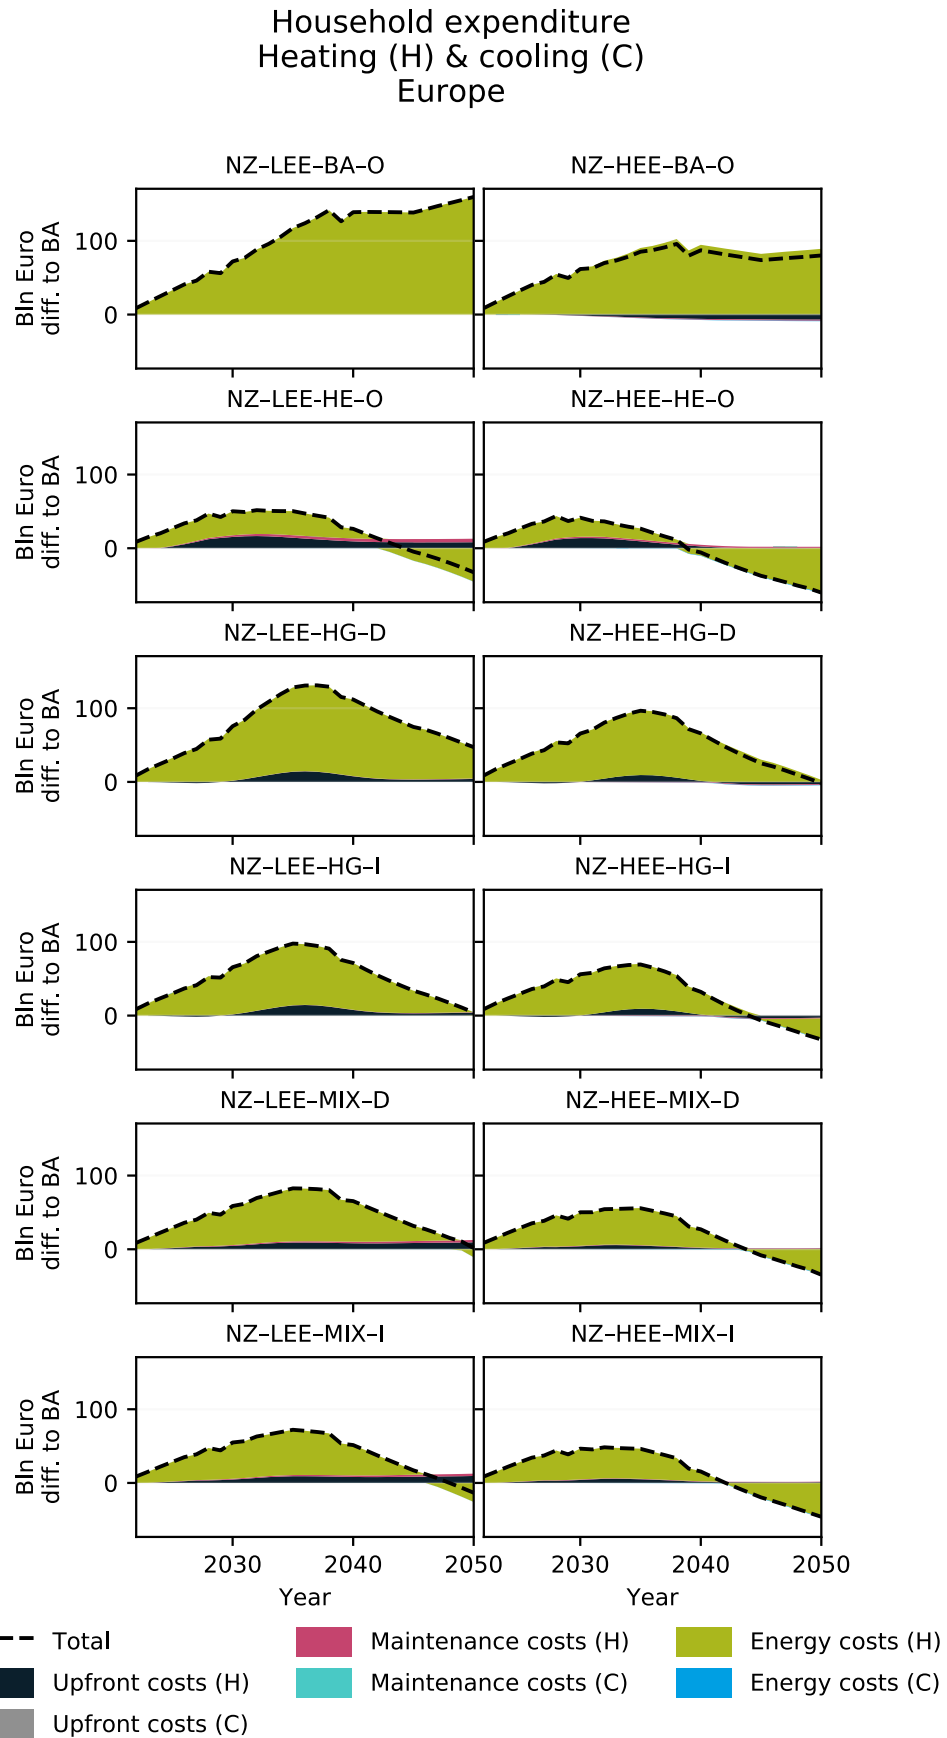 Household expenditure
Heating (H) & cooling (C)
Europe
NZ–LEE–BA–O
NZ–HEE–BA–O
Bln Euro
diff. to BA
100
0
NZ–LEE–HE–O
NZ–HEE–HE–O
Bln Euro
diff. to BA
100
0
NZ–LEE–HG–D
NZ–HEE–HG–D
Bln Euro
diff. to BA
100
0
NZ–LEE–HG–I
NZ–HEE–HG–I
Bln Euro
diff. to BA
100
0
NZ–LEE–MIX–D
NZ–HEE–MIX–D
Bln Euro
diff. to BA
100
0
NZ–LEE–MIX–I
NZ–HEE–MIX–I
Bln Euro
diff. to BA
100
0
2030 2040 2050 2030 2040 2050
Year Year
Total Maintenance costs (H) Energy costs (H)
Upfront costs (H) Maintenance costs (C) Energy costs (C)
Upfront costs (C)